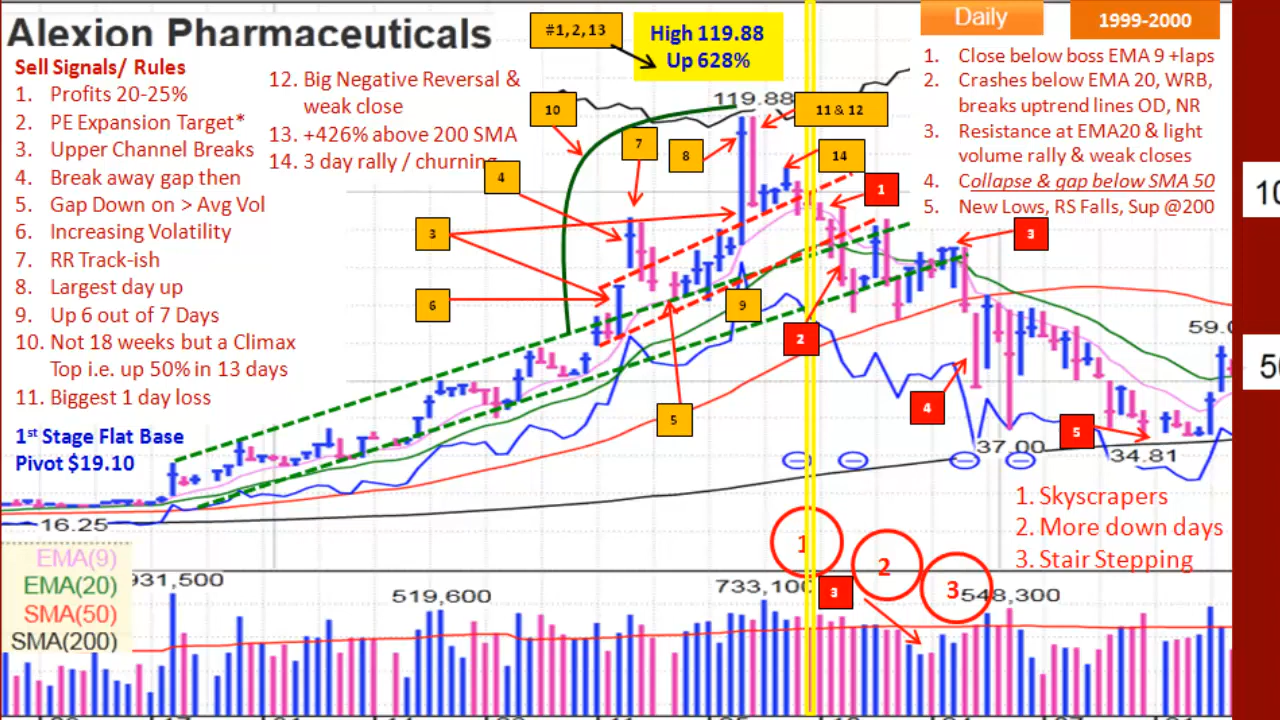 Alexion Pharmaceuticals
Sell Signals/ Rules
1. Profits 20-25%
2. PE Expansion Target*
3. Upper Channel Breaks
4. Break away gap then
5. Gap Down on > Avg Vol
6. Increasing Volatility
7. RR Track-ish
8. Largest day up
9. Up 6 out of 7 Days
10. Not 18 weeks but a Climax
Top i.e. up 50% in 13 days
11. Biggest 1 day loss
12. Big Negative Reversal &
weak close
13. +426% above 200 SMA
14. 3 day rally / churning
1st Stage Flat Base
Pivot $19.10
#1, 2, 13
High 119.88
Up 628%
Daily
1999-2000
1. Close below boss EMA 9 +laps
2. Crashes below EMA 20, WRB,
breaks uptrend lines OD, NR
3. Resistance at EMA20 & light
volume rally & weak closes
4. Collapse & gap below SMA 50
5. New Lows, RS Falls, Sup @200
119.88
10
11 & 12
7
8
14
4
1
3
3
6
9
2
5
4
5
10
59.0
50
37.00
34.81
16.25
1. Skyscrapers
2. More down days
3. Stair Stepping
1
2
3
3
EMA(9)
EMA(20)
SMA(50)
SMA(200)
931,500
519,600
733,100
548,300